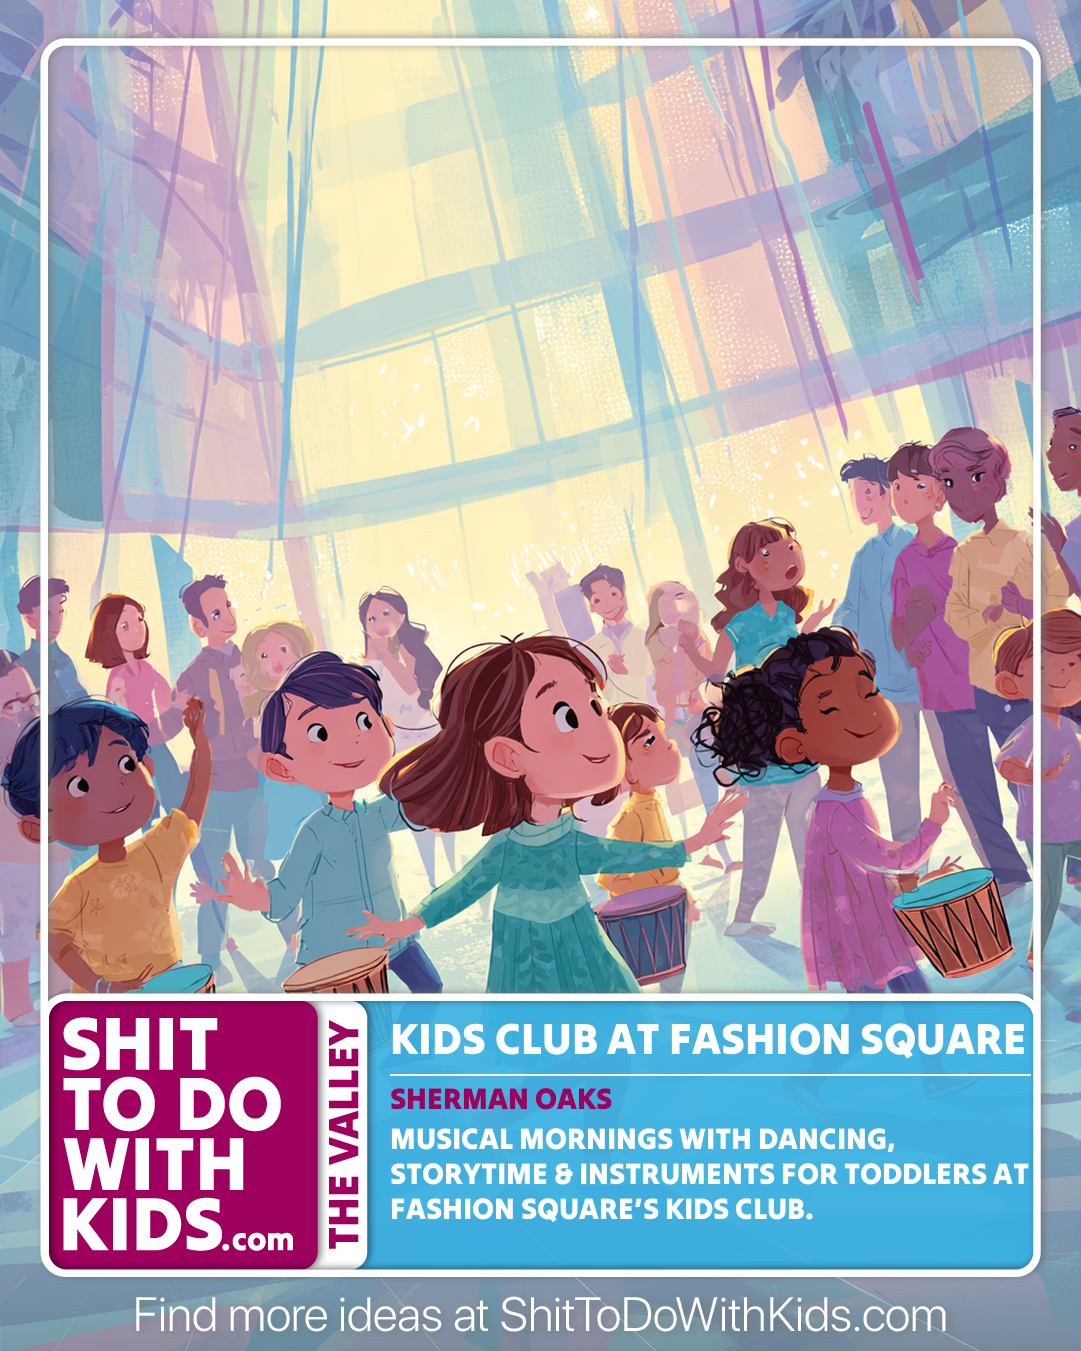 SHIT
TO DO
WITH
KIDS.com
THE VALLEY
KIDS CLUB AT FASHION SQUARE
SHERMAN OAKS
MUSICAL MORNINGS WITH DANCING,
STORYTIME & INSTRUMENTS FOR TODDLERS AT
FASHION SQUARE’S KIDS CLUB.
Find more ideas at ShitToDoWithKids.com